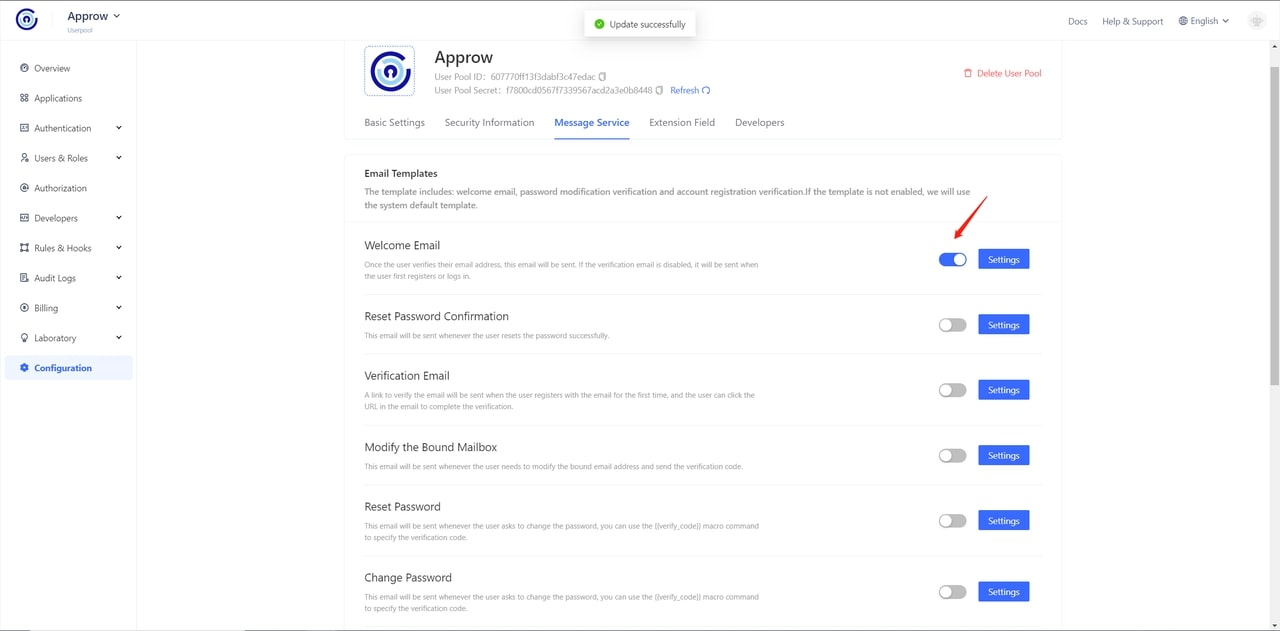 Approw
Userpool
Update successfully
Docs
Help & Support
English
Overview
Applications
Authentication
Users & Roles
Authorization
Developers
Rules & Hooks
Audit Logs
Billing
Laboratory
Configuration
Approw
User Pool ID: 607770ff13f3dabf3c47edac
User Pool Secret: f7800cd0567f7339567acd2a3e0b8448 Refresh
Delete User Pool
Basic Settings
Security Information
Message Service
Extension Field
Developers
Email Templates
The template includes: welcome email, password modification verification and account registration verification.If the template is not enabled, we will use
the system default template.
Welcome Email
Once the user verifies their email address, this email will be sent. If the verification email is disabled, it will be sent when
the user first registers or logs in.
Settings
Reset Password Confirmation
This email will be sent whenever the user resets the password successfully.
Settings
Verification Email
A link to verify the email will be sent when the user registers with the email for the first time, and the user can click the
URL in the email to complete the verification.
Settings
Modify the Bound Mailbox
This email will be sent whenever the user needs to modify the bound email address and send the verification code.
Settings
Reset Password
This email will be sent whenever the user asks to change the password, you can use the {{verify_code}} macro command
to specify the verification code.
Settings
Change Password
This email will be sent whenever the user asks to change the password, you can use the {{verify_code}} macro command
to specify the verification code.
Settings